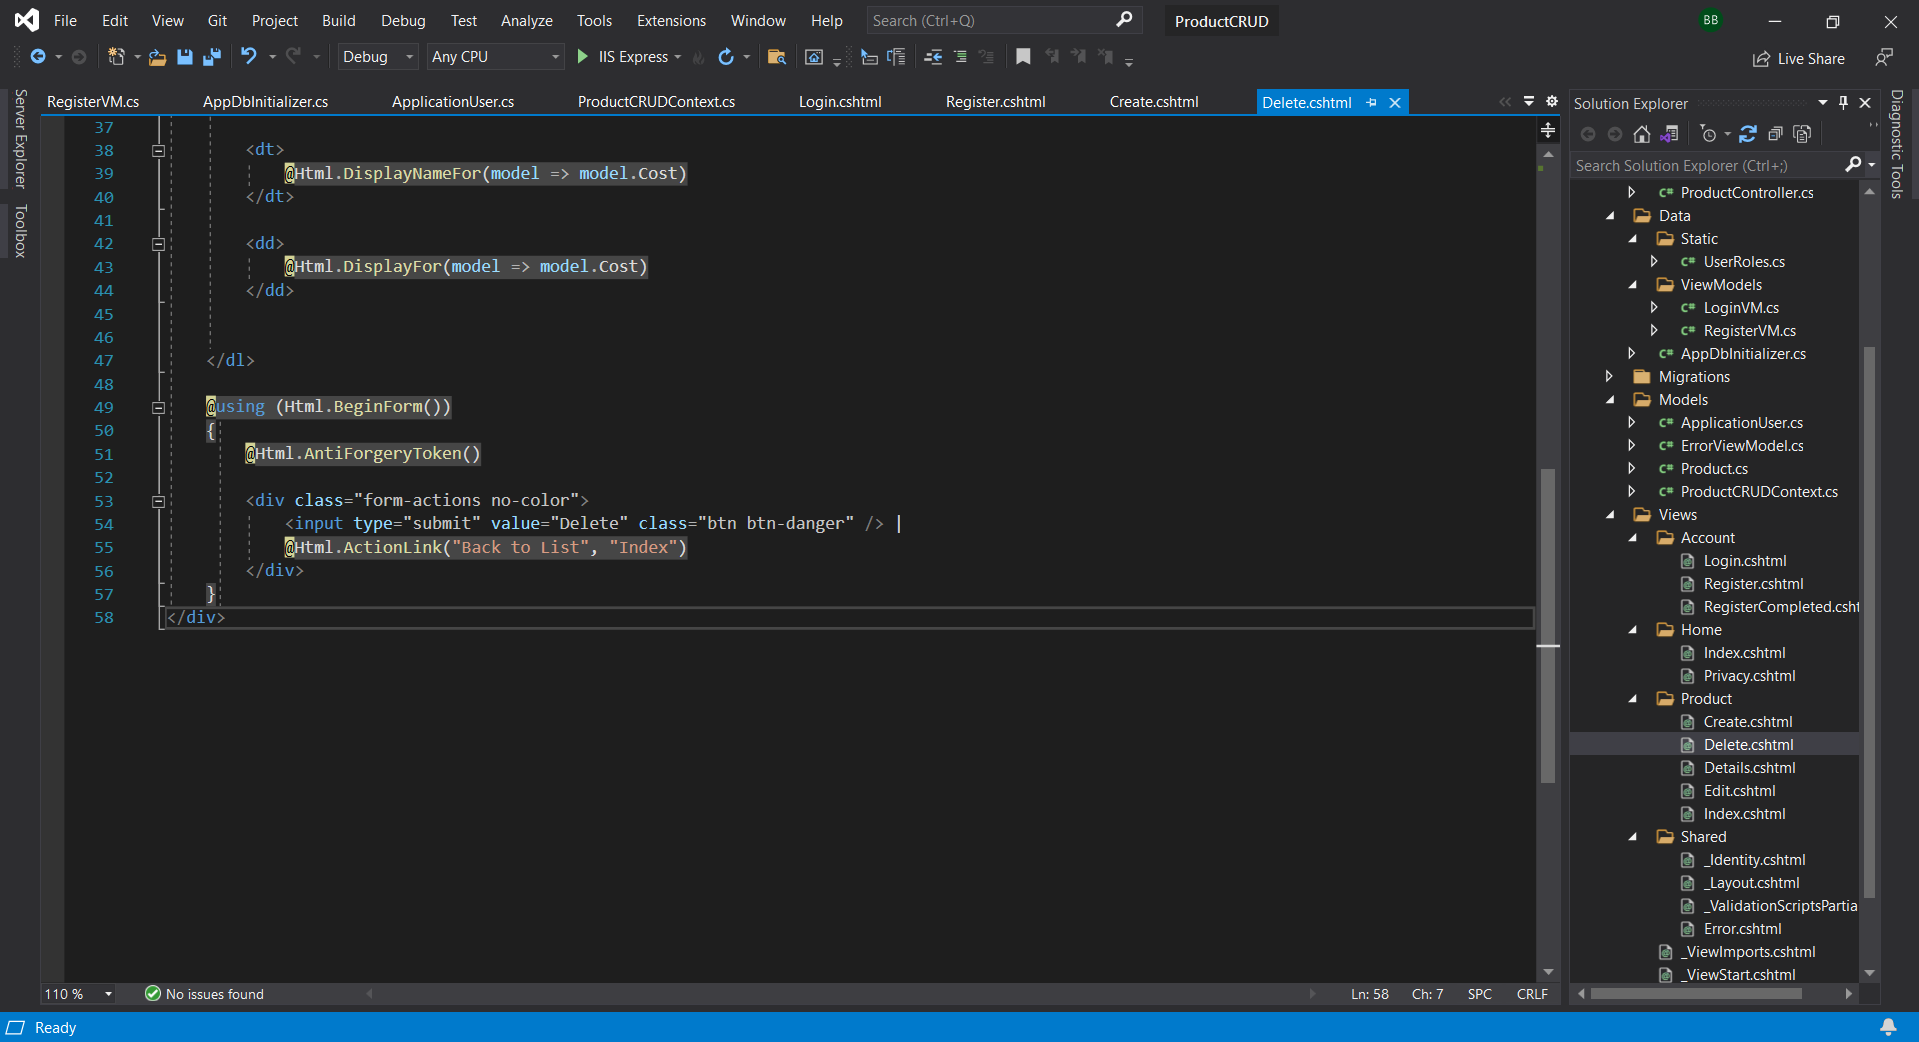 File Edit View Git Project Build Debug Test Analyze Tools Extensions Window Help Search (Ctrl+Q) ProductCRUD BB
Debug Any CPU IIS Express Live Share
RegisterVM.cs AppDbInitializer.cs ApplicationUser.cs ProductCRUDContext.cs Login.cshtml Register.cshtml Create.cshtml Delete.cshtml
Server Explorer
Toolbox
37
38 <dt>
39 @Html.DisplayNameFor(model => model.Cost)
40 </dt>
41
42 <dd>
43 @Html.DisplayFor(model => model.Cost)
44 </dd>
45
46
47 </dl>
48
49 @using (Html.BeginForm())
50 {
51 @Html.AntiForgeryToken()
52
53 <div class="form-actions no-color">
54 <input type="submit" value="Delete" class="btn btn-danger" /> |
55 @Html.ActionLink("Back to List", "Index")
56 </div>
57 }
58 </div>
110 % No issues found Ln: 58 Ch: 7 SPC CRLF
Solution Explorer
Search Solution Explorer (Ctrl+;)
C# ProductController.cs
Data
Static
C# UserRoles.cs
ViewModels
C# LoginVM.cs
C# RegisterVM.cs
C# AppDbInitializer.cs
Migrations
Models
C# ApplicationUser.cs
C# ErrorViewModel.cs
C# Product.cs
C# ProductCRUDContext.cs
Views
Account
Login.cshtml
Register.cshtml
RegisterCompleted.csht
Home
Index.cshtml
Privacy.cshtml
Product
Create.cshtml
Delete.cshtml
Details.cshtml
Edit.cshtml
Index.cshtml
Shared
_Identity.cshtml
_Layout.cshtml
_ValidationScriptsPartia
Error.cshtml
_ViewImports.cshtml
_ViewStart.cshtml
Diagnostic Tools
Ready